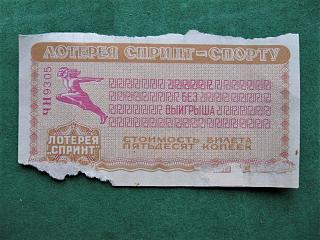 ЛОТЕРЕЯ СПРИНТ-СПОРТУ
ЧН9305
БЕЗ
ВЫИГРЫША
ЛОТЕРЕЯ
"СПРИНТ"
СТОИМОСТЬ БИЛЕТА
ПЯТЬДЕСЯТ КОПЕЕК